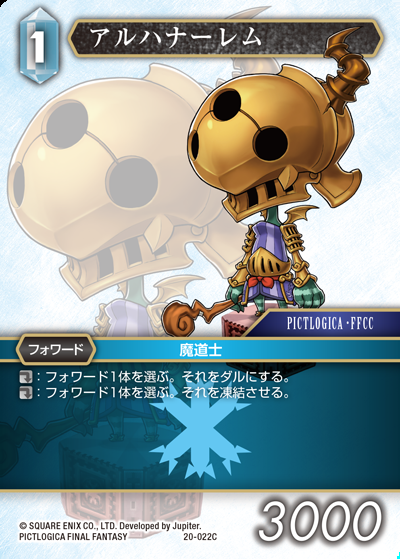 1
アルハナーレム
PICTLOGICA・FFCC
フォワード
魔道士
：フォワード1体を選ぶ。それをダルにする。
：フォワード1体を選ぶ。それを凍結させる。
© SQUARE ENIX CO., LTD. Developed by Jupiter.
PICTLOGICA FINAL FANTASY
20-022C
3000